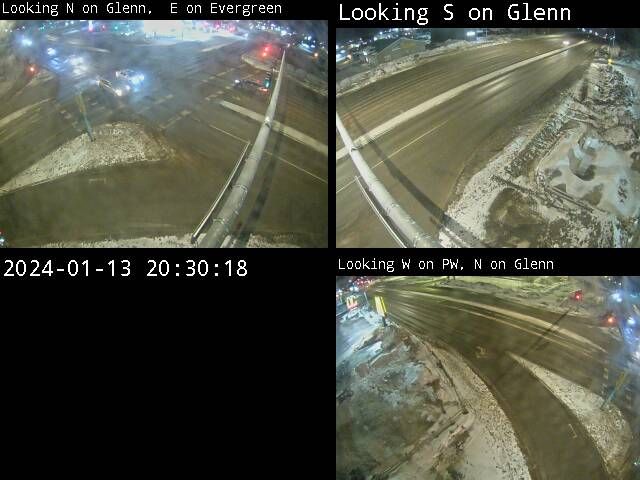 Looking N on Glenn,  E on Evergreen
Looking S on Glenn
2024-01-13 20:30:18
Looking W on PW, N on Glenn